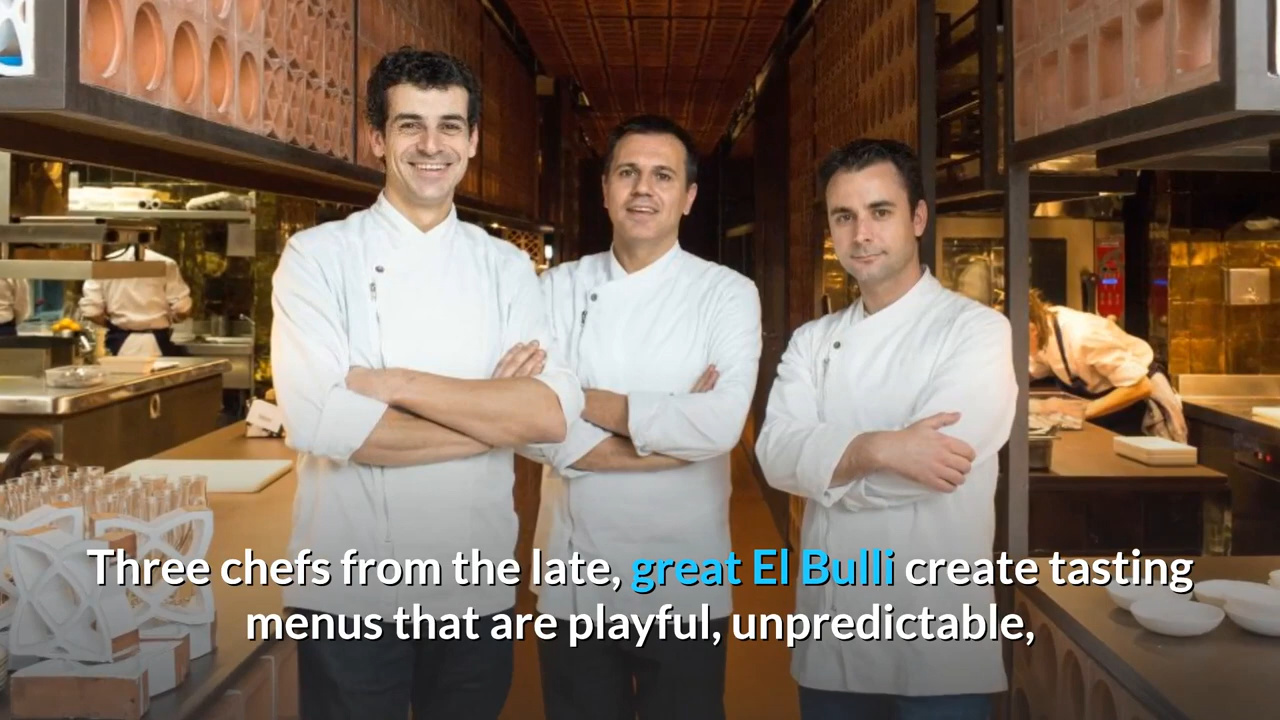 Three chefs from the late, great El Bulli create tasting
menus that are playful, unpredictable,